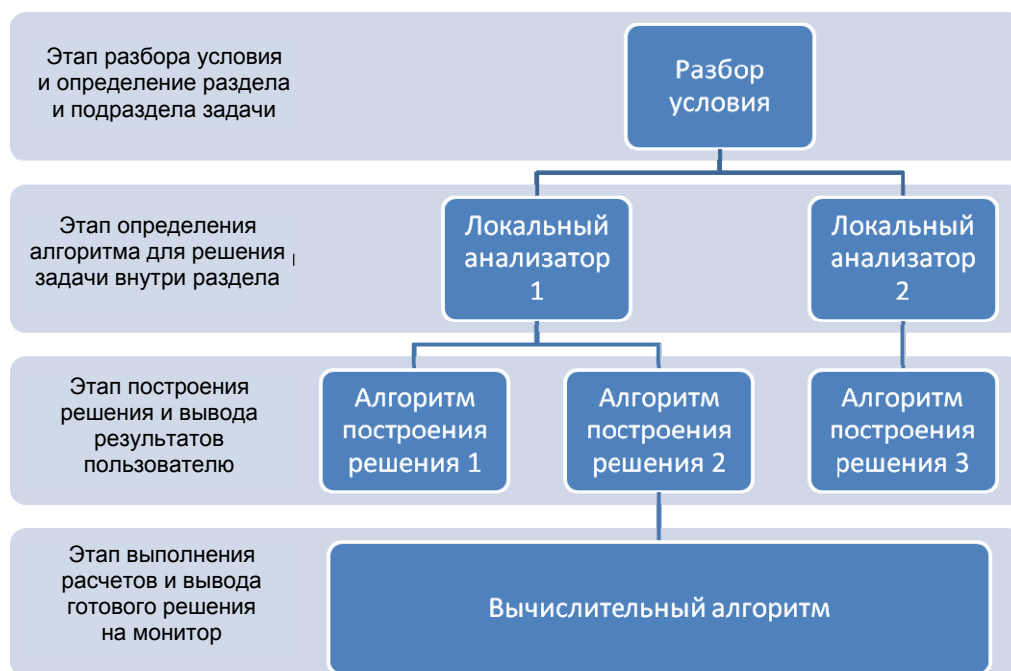 Этап разбора условия
и определение раздела
и подраздела задачи
Разбор
условия
Этап определения
алгоритма для решения
задачи внутри раздела
Локальный
анализатор
1
Локальный
анализатор
2
Этап построения
решения и вывода
результатов
пользователю
Алгоритм
построения
решения 1
Алгоритм
построения
решения 2
Алгоритм
построения
решения 3
Этап выполнения
расчетов и вывода
готового решения
на монитор
Вычислительный алгоритм